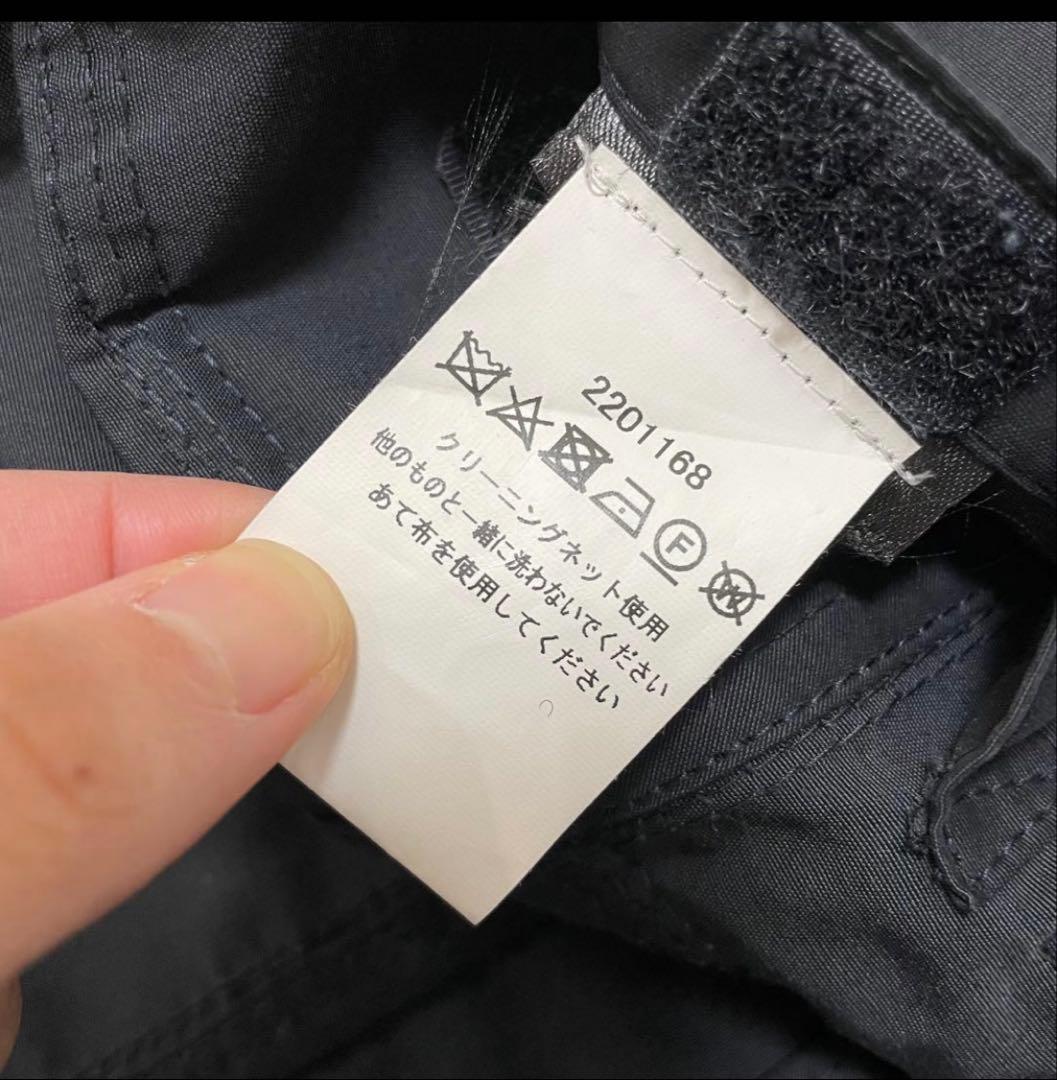 2201168
F
W
クリーニングネット使用
他のものと一緒に洗わないでください
あて布を使用してください